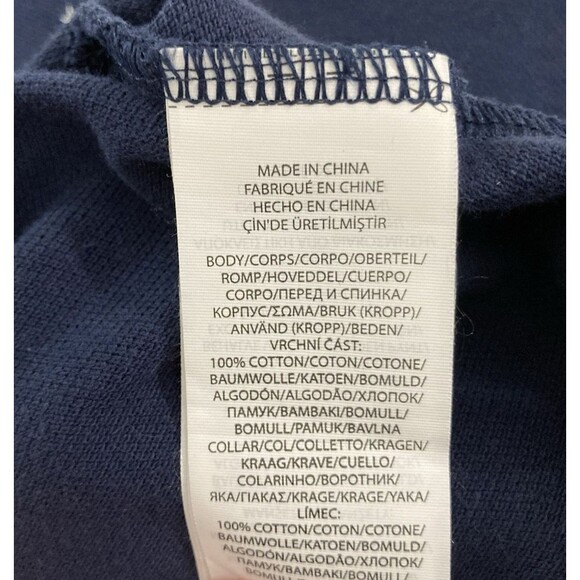 MADE IN CHINA
FABRIQUÉ EN CHINE
HECHO EN CHINA
ÇİN'DE ÜRETİLMİŞTİR
BODY/CORPS/CORPO/OBERTEIL/
ROMP/HOVEDDEL/CUERPO/
CORPO/ПЕРЕД И СПИНКА/
КОРПУС/ΣΩΜΑ/BRUK (KROPP)/
ANVÄND (KROPP)/BEDEN/
VRCHNÍ ČÁST:
100% COTTON/COTON/COTONE/
BAUMWOLLE/KATOEN/BOMULD/
ALGODÓN/ALGODÃO/ХЛОПОК/
ПАМУК/BAMBAKI/BOMULL/
BOMULL/PAMUK/BAVLNA
COLLAR/COL/COLLETTO/KRAGEN/
KRAAG/KRAVE/CUELLO/
COLARINHO/ВОРОТНИК/
ЯКА/ΓΙΑΚΑΣ/KRAGE/KRAGE/YAKA/
LÍMEC:
100% COTTON/COTON/COTONE/
BAUMWOLLE/KATOEN/BOMULD/
ALGODÓN/ALGODÃO/ХЛОПОК/
ПАМУК/BAMBAKI/BOMULL/